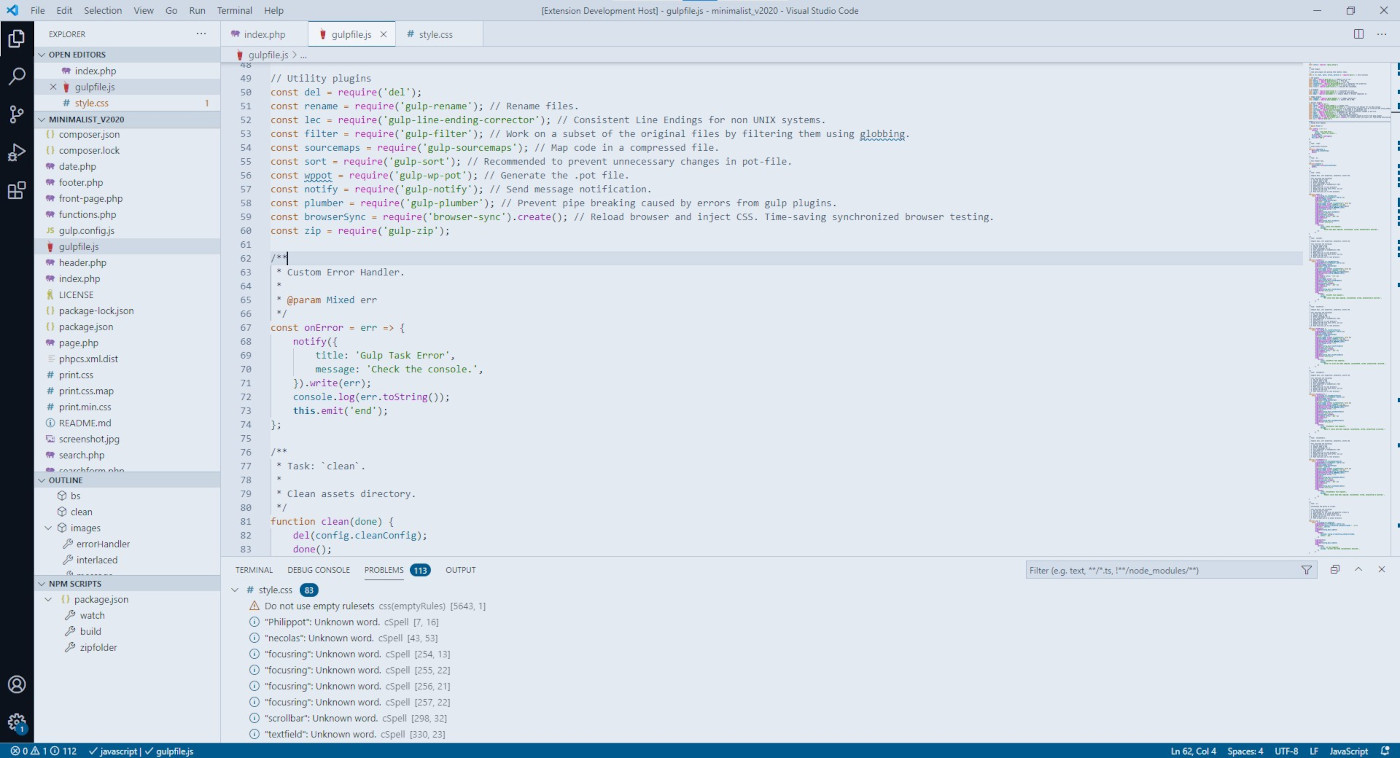 File Edit Selection View Go Run Terminal Help
[Extension Development Host] - gulpfile.js - minimalist_v2020 - Visual Studio Code
EXPLORER
OPEN EDITORS
index.php
gulpfile.js
style.css 1
MINIMALIST_V2020
composer.json
composer.lock
date.php
footer.php
front-page.php
functions.php
JS gulp.config.js
gulpfile.js
header.php
index.php
LICENSE
package-lock.json
package.json
page.php
phpcs.xml.dist
# print.css
# print.css.map
# print.min.css
README.md
screenshot.jpg
search.php
searchform.php
OUTLINE
bs
clean
images
errorHandler
interlaced
message
NPM SCRIPTS
package.json
watch
build
zipfolder
index.php gulpfile.js # style.css
gulpfile.js > ...
48
49 // Utility plugins
50 const del = require('del');
51 const rename = require('gulp-rename'); // Rename files.
52 const lec = require('gulp-line-ending-corrector'); // Consistent Line Endings for non UNIX systems.
53 const filter = require('gulp-filter'); // Work on a subset of the original files by filtering them using globbing.
54 const sourcemaps = require('gulp-sourcemaps'); // Map code in a compressed file.
55 const sort = require('gulp-sort'); // Recommended to prevent unnecessary changes in pot-file.
56 const wppot = require('gulp-wp-pot'); // Generate the .pot file.
57 const notify = require('gulp-notify'); // Send message notification.
58 const plumber = require('gulp-plumber'); // Prevent pipe breaking caused by errors from gulp plugins.
59 const browserSync = require('browser-sync').create(); // Reload browser and inject CSS. Time-saving synchronized browser testing.
60 const zip = require('gulp-zip');
61
62 /**
63 * Custom Error Handler.
64 *
65 * @param Mixed err
66 */
67 const onError = err => {
68 notify({
69 title: 'Gulp Task Error',
70 message: 'Check the console.',
71 }).write(err);
72 console.log(err.toString());
73 this.emit('end');
74 };
75
76 /**
77 * Task: `clean`.
78 *
79 * Clean assets directory.
80 */
81 function clean(done) {
82 del(config.cleanConfig);
83 done();
TERMINAL DEBUG CONSOLE PROBLEMS 113 OUTPUT
Filter (e.g. text, **/*.ts, !**/node_modules/**)
# style.css 83
Do not use empty rulesets css(emptyRules) [5643, 1]
"Philippot": Unknown word. cSpell [7, 16]
"necolas": Unknown word. cSpell [43, 53]
"focusring": Unknown word. cSpell [254, 13]
"focusring": Unknown word. cSpell [255, 22]
"focusring": Unknown word. cSpell [256, 21]
"focusring": Unknown word. cSpell [257, 22]
"scrollbar": Unknown word. cSpell [298, 32]
"textfield": Unknown word. cSpell [330, 23]
1
0 1 112 javascript | gulpfile.js
Ln 62, Col 4 Spaces: 4 UTF-8 LF JavaScript